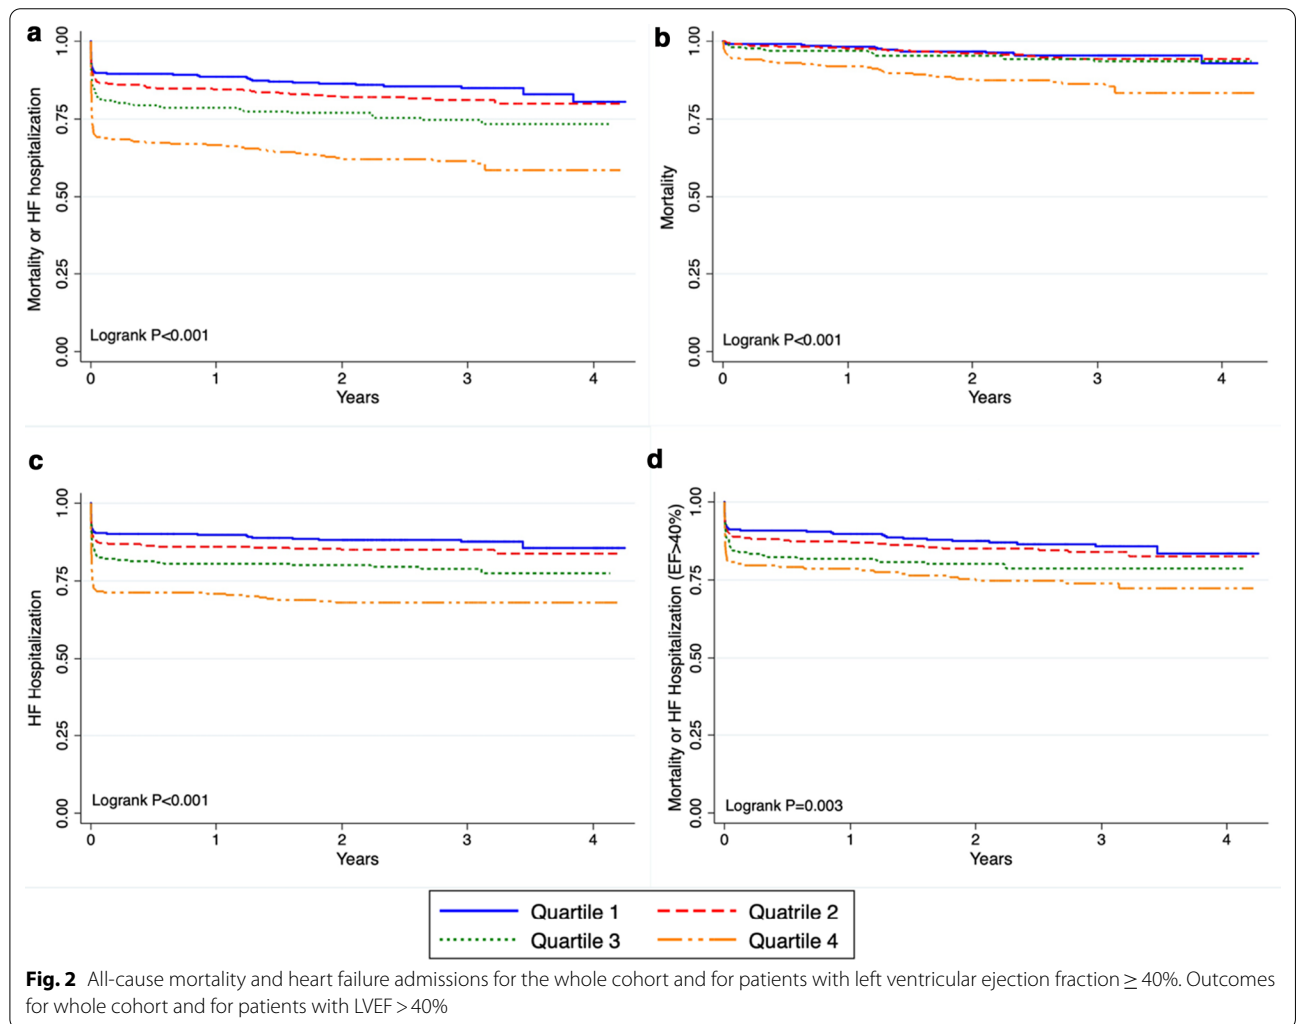 a
1.00
0.75
0.50
0.25
0.00
Mortality or HF hospitalization
Logrank P<0.001
0 1 2 3 4
Years
b
1.00
0.75
0.50
0.25
0.00
Mortality
Logrank P<0.001
0 1 2 3 4
Years
c
1.00
0.75
0.50
0.25
0.00
HF Hospitalization
Logrank P<0.001
0 1 2 3 4
Years
d
1.00
0.75
0.50
0.25
0.00
Mortality or HF Hospitalization (EF>40%)
Logrank P=0.003
0 1 2 3 4
Years
Quartile 1 Quatrile 2
Quartile 3 Quartile 4
Fig. 2 All-cause mortality and heart failure admissions for the whole cohort and for patients with left ventricular ejection fraction ≥ 40%. Outcomes
for whole cohort and for patients with LVEF > 40%